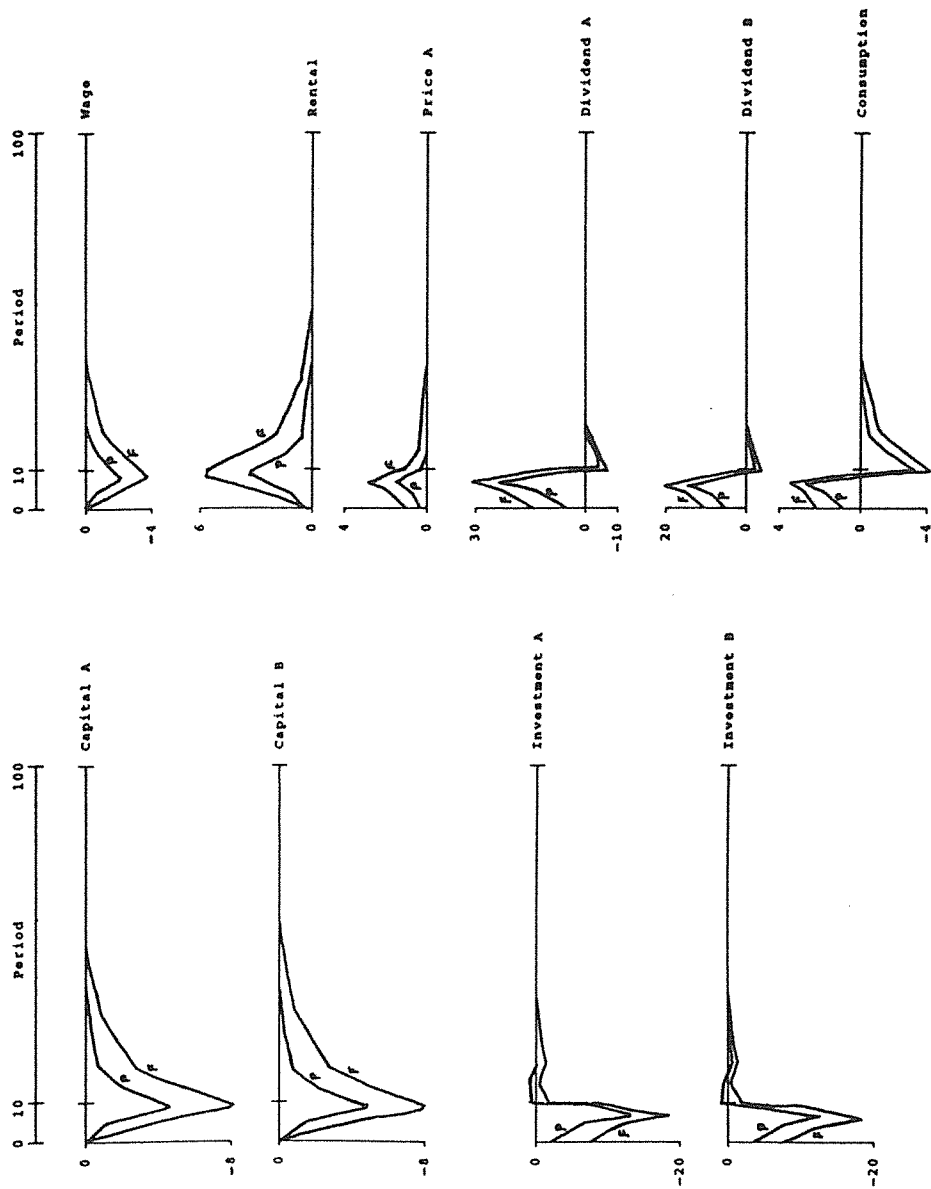 0 10 Period 100
0
Capital A
P
F
-8
0
Capital B
P
F
-8
0
Investment A
P
F
-20
0
Investment B
P
F
-20
0 10 Period 100
0
Wage
P
F
-4
6
F
P
0
Rental
4
F
P
0
Price A
30
F
P
0
Dividend A
-10
20
F
P
0
Dividend B
4
F
P
0
Consumption
-4